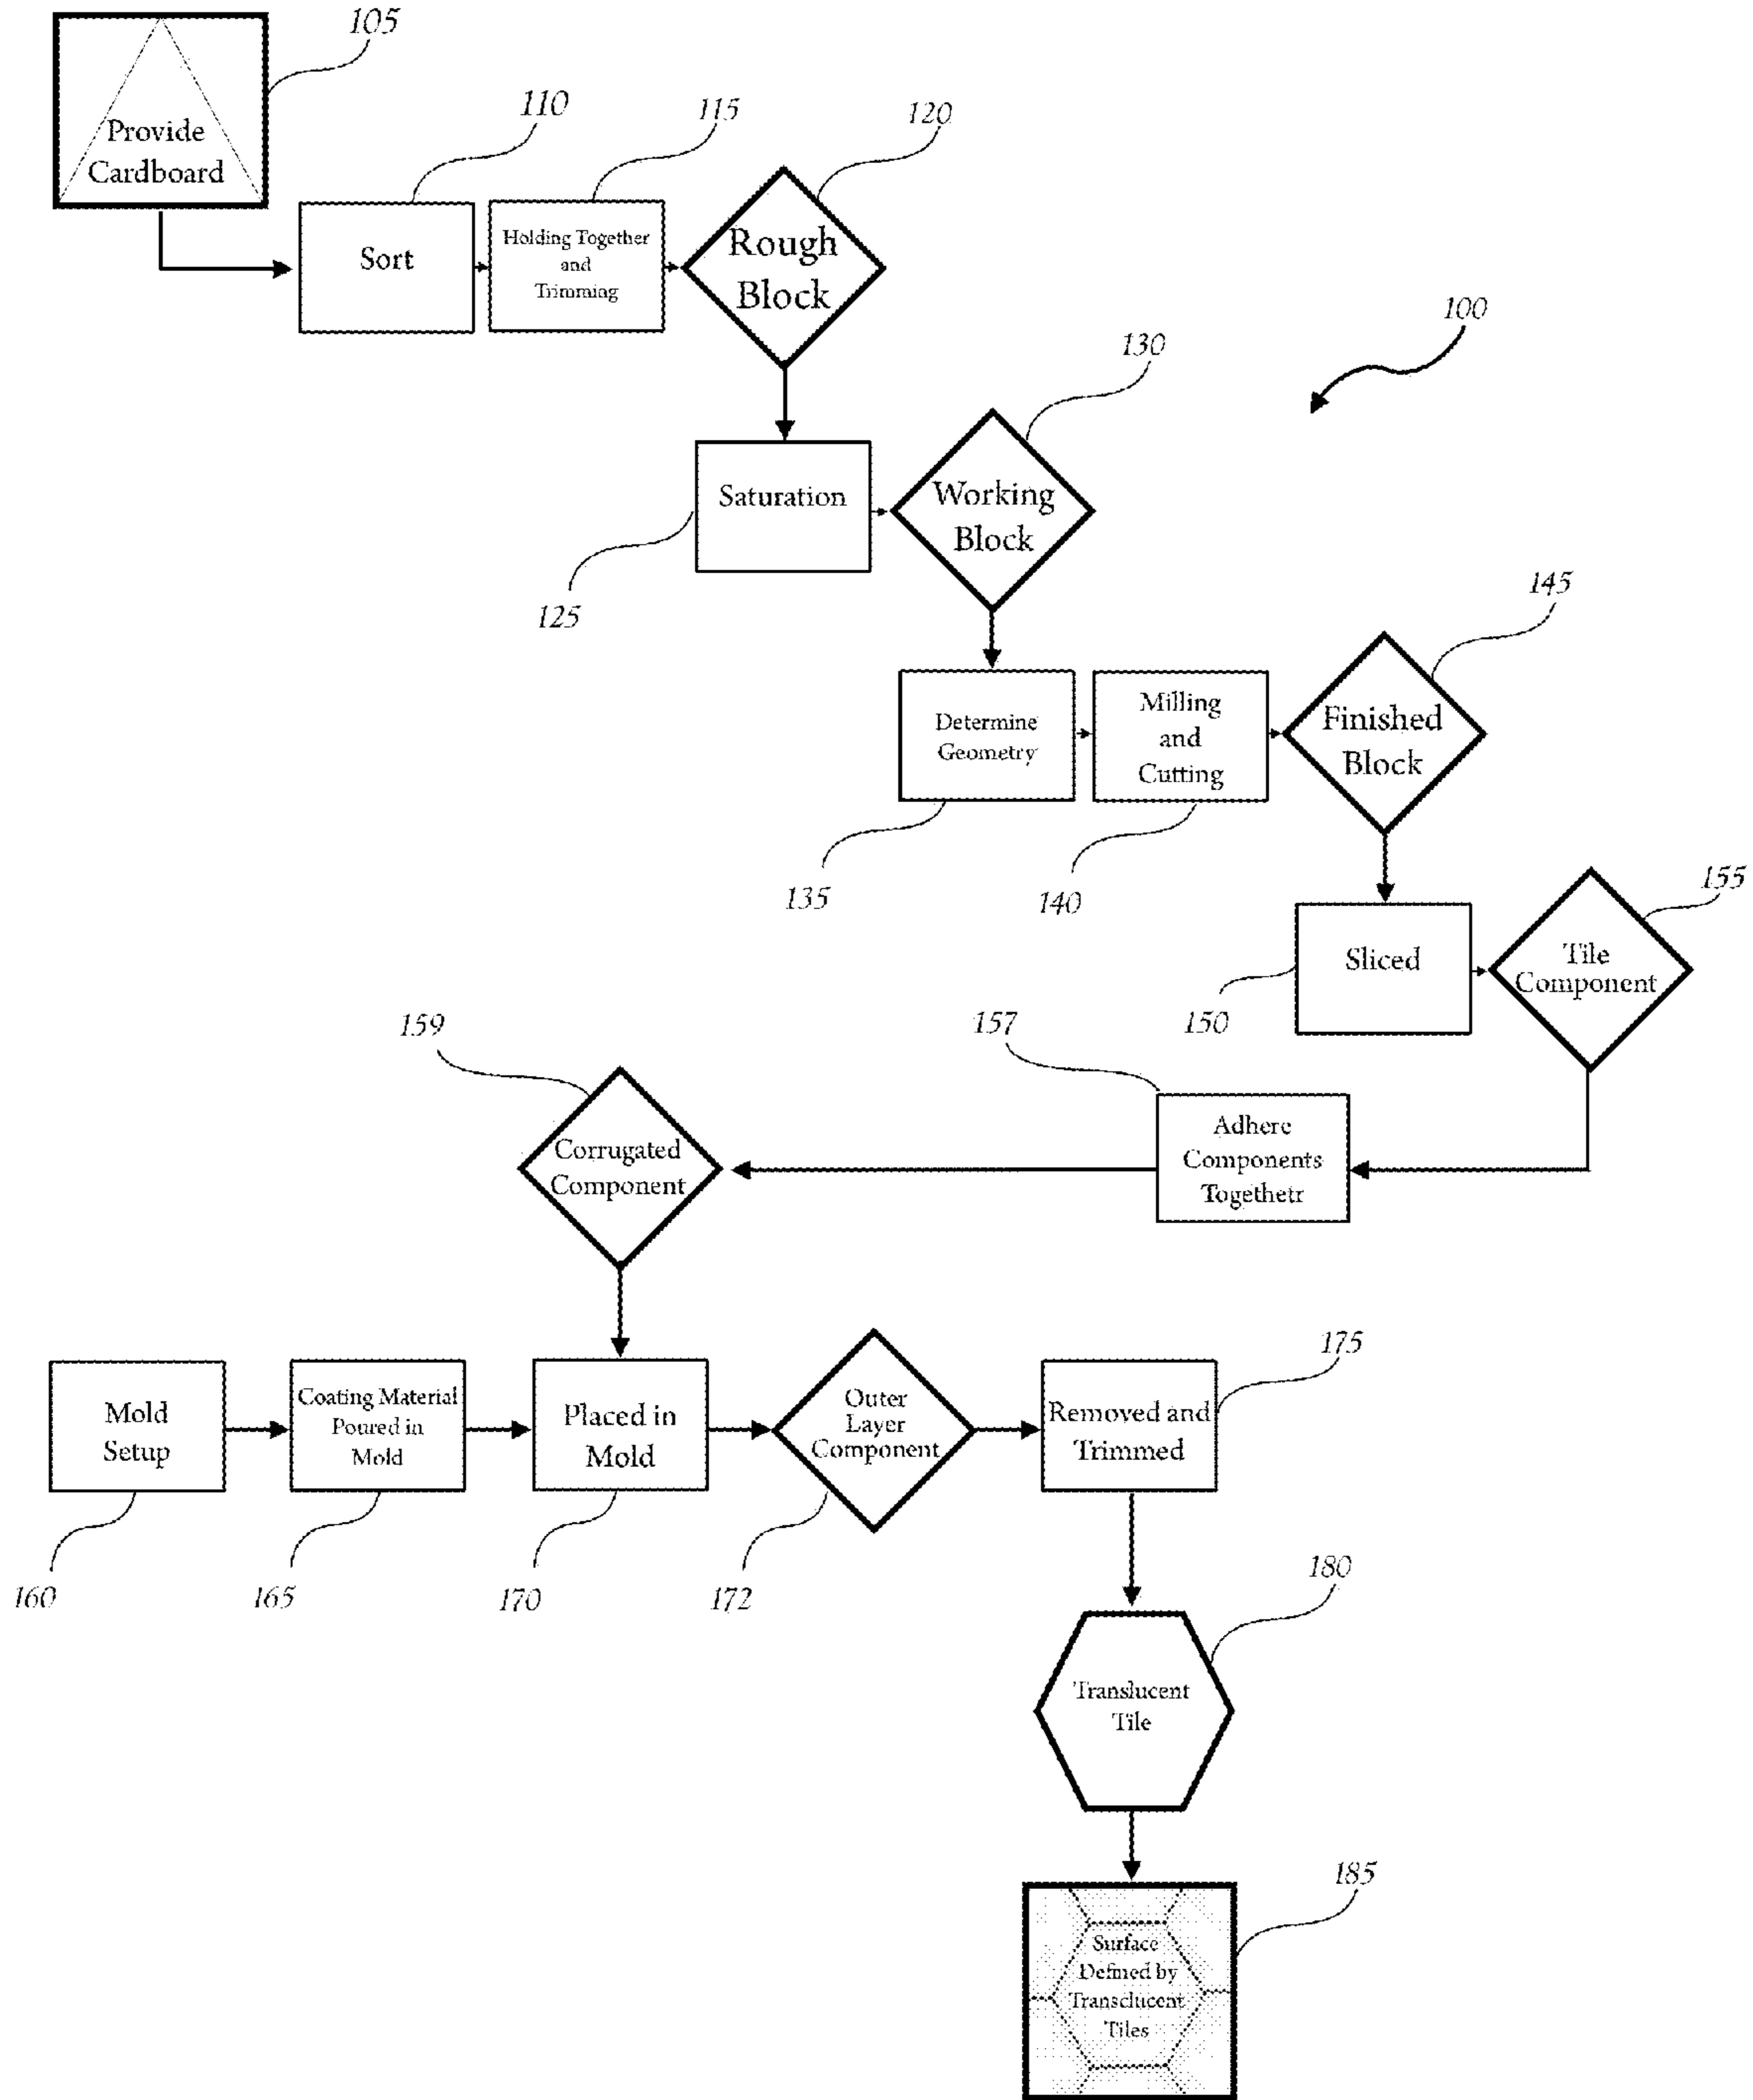 105
Provide
Cardboard
110
Sort
115
Holding Together
and
Trimming
120
Rough
Block
100
125
Saturation
130
Working
Block
135
Determine
Geometry
140
Milling
and
Cutting
145
Finished
Block
150
Sliced
155
Tile
Component
157
Adhere
Components
Togethetr
159
Corrugated
Component
160
Mold
Setup
165
Coating Material
Poured in
Mold
170
Placed in
Mold
172
Outer
Layer
Component
175
Removed and
Trimmed
180
Translucent
Tile
185
Surface
Defined by
Transclucent
Tiles